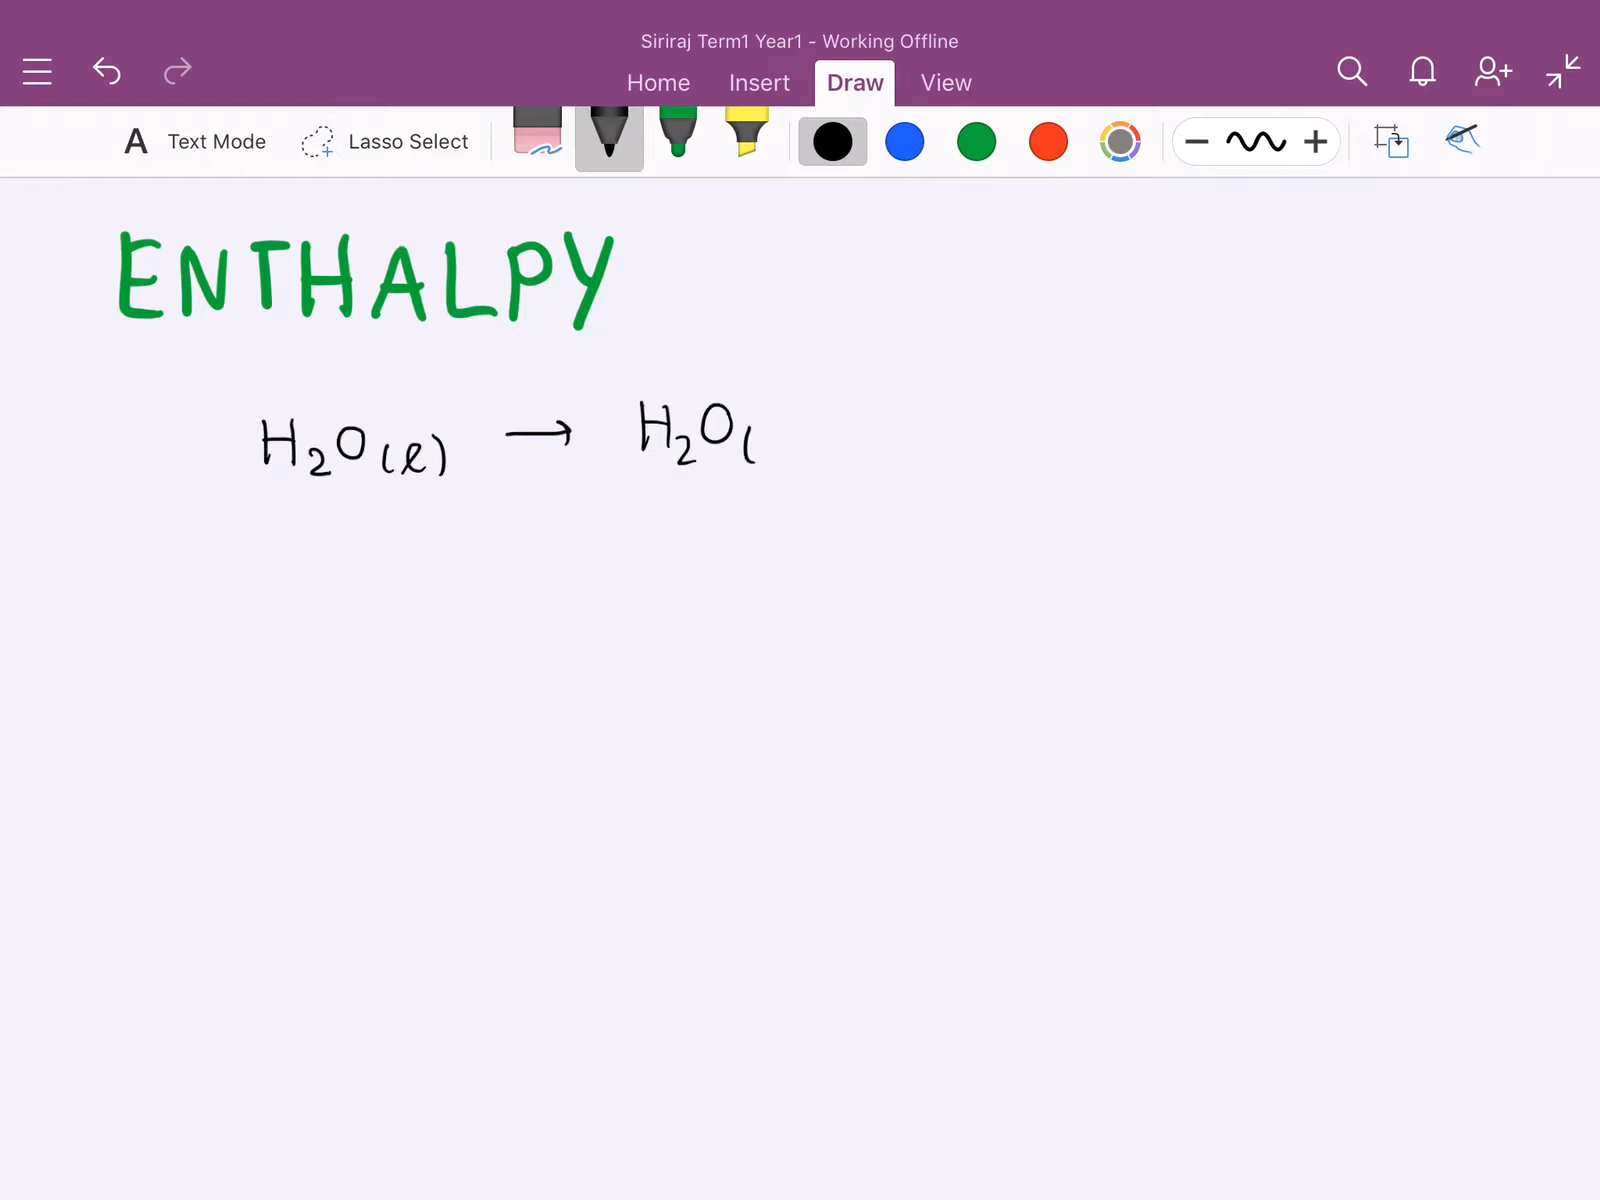 Siriraj Term1 Year1 - Working Offline
Home Insert Draw View
A Text Mode Lasso Select
ENTHALPY
H₂O(ℓ) → H₂O(